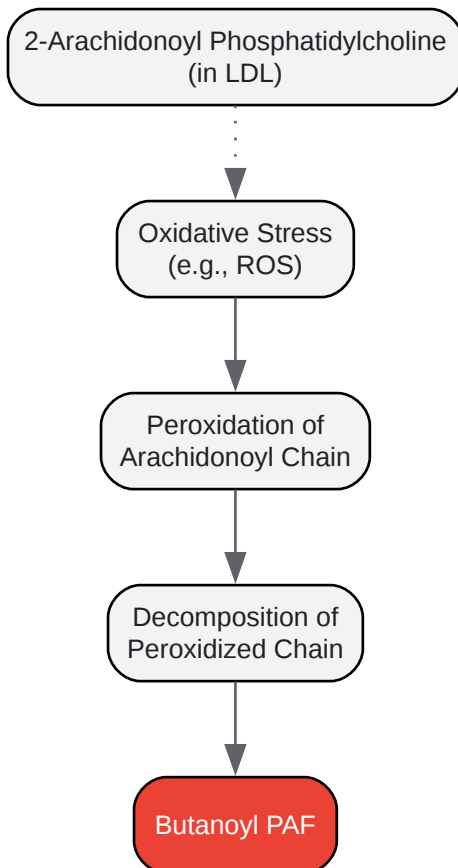 2-Arachidonoyl Phosphatidylcholine
(in LDL)
Oxidative Stress
(e.g., ROS)
Peroxidation of
Arachidonoyl Chain
Decomposition of
Peroxidized Chain
Butanoyl PAF